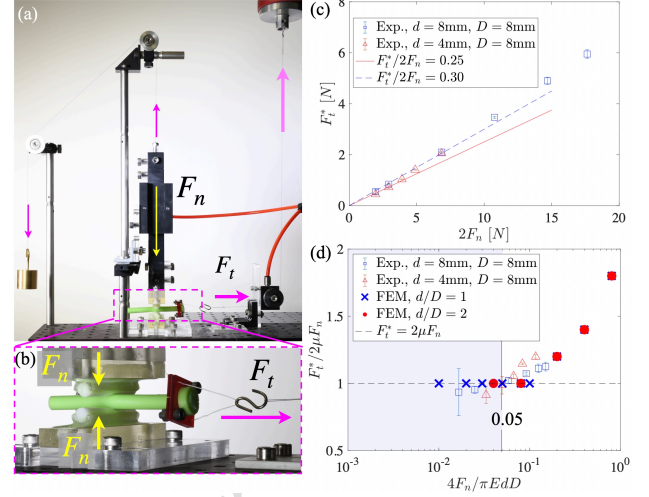 (a)
F_n
F_t
(b)
F_n
F_t
F_n
(c)
8
6
4
2
0
F_t^* [N]
Exp., d = 8mm, D = 8mm
Exp., d = 4mm, D = 8mm
F_t^*/2F_n = 0.25
F_t^*/2F_n = 0.30
0 5 10 15 20
2F_n [N]
(d)
2
1.5
1
0.5
F_t^*/2μF_n
Exp., d = 8mm, D = 8mm
Exp., d = 4mm, D = 8mm
FEM, d/D = 1
FEM, d/D = 2
F_t^* = 2μF_n
0.05
10^-3 10^-2 10^-1 10^0
4F_n/πEdD